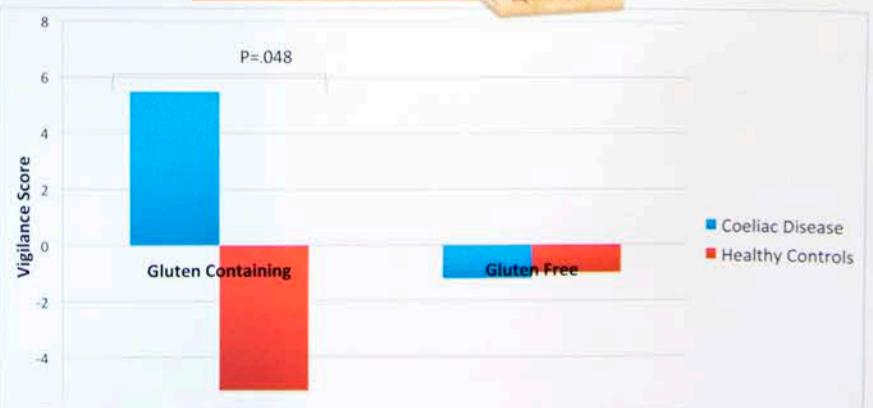 8
P=.048
6
4
2
0
-2
-4
Vigilance Score
Gluten Containing
Gluten Free
Coeliac Disease
Healthy Controls